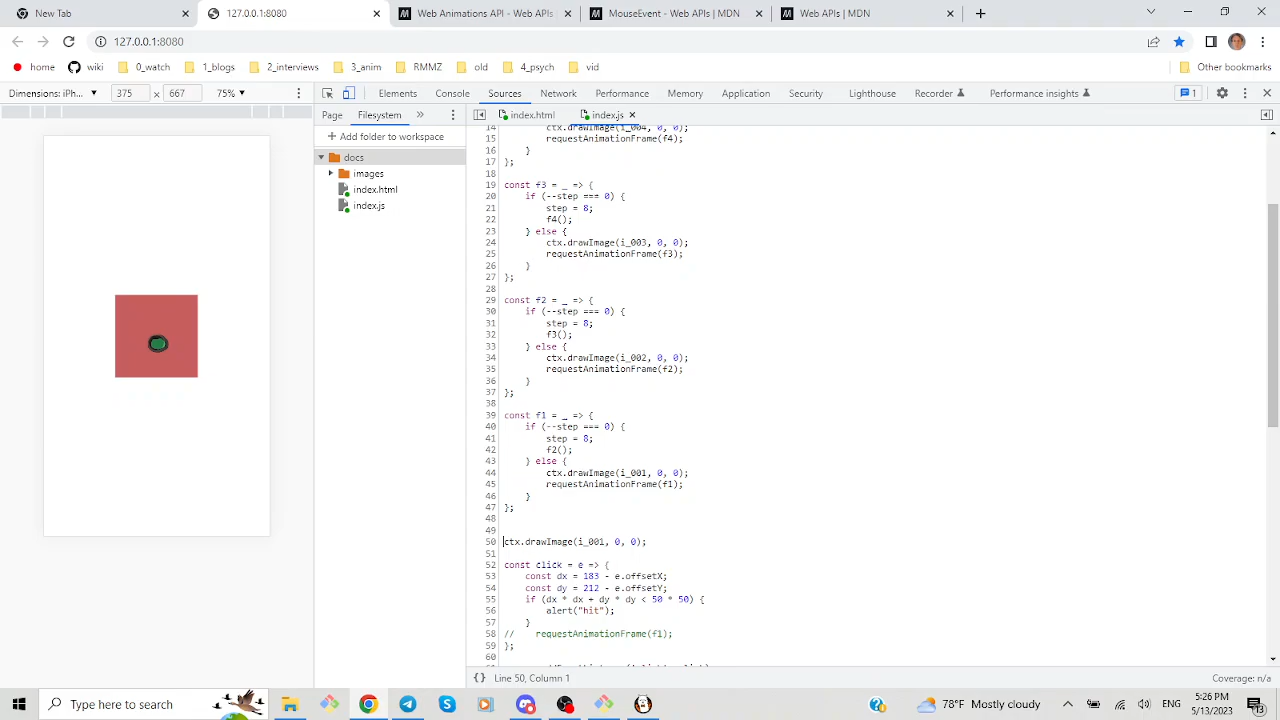 New Tab
127.0.0.1:8080
Web Animations API - Web APIs
MouseEvent - Web APIs | MDN
Web APIs | MDN
127.0.0.1:8080
home
wiki
0_watch
1_blogs
2_interviews
3_anim
RMMZ
old
4_psych
vid
Other bookmarks
Dimensions: iPh...
375
×
667
75%
Elements
Console
Sources
Network
Performance
Memory
Application
Security
Lighthouse
Recorder
Performance insights
1
Page
Filesystem
»
index.html
index.js
+ Add folder to workspace
docs
images
index.html
index.js
14 ctx.drawImage(i_004, 0, 0);
15 requestAnimationFrame(f4);
16 }
17 };
18
19 const f3 = _ => {
20 if (--step === 0) {
21 step = 8;
22 f4();
23 } else {
24 ctx.drawImage(i_003, 0, 0);
25 requestAnimationFrame(f3);
26 }
27 };
28
29 const f2 = _ => {
30 if (--step === 0) {
31 step = 8;
32 f3();
33 } else {
34 ctx.drawImage(i_002, 0, 0);
35 requestAnimationFrame(f2);
36 }
37 };
38
39 const f1 = _ => {
40 if (--step === 0) {
41 step = 8;
42 f2();
43 } else {
44 ctx.drawImage(i_001, 0, 0);
45 requestAnimationFrame(f1);
46 }
47 };
48
49
50 ctx.drawImage(i_001, 0, 0);
51
52 const click = e => {
53 const dx = 183 - e.offsetX;
54 const dy = 212 - e.offsetY;
55 if (dx * dx + dy * dy < 50 * 50) {
56 alert("hit");
57 }
58 // requestAnimationFrame(f1);
59 };
60
{} Line 50, Column 1
Coverage: n/a
Type here to search
78°F Mostly cloudy
ENG
5:26 PM
5/13/2023
13